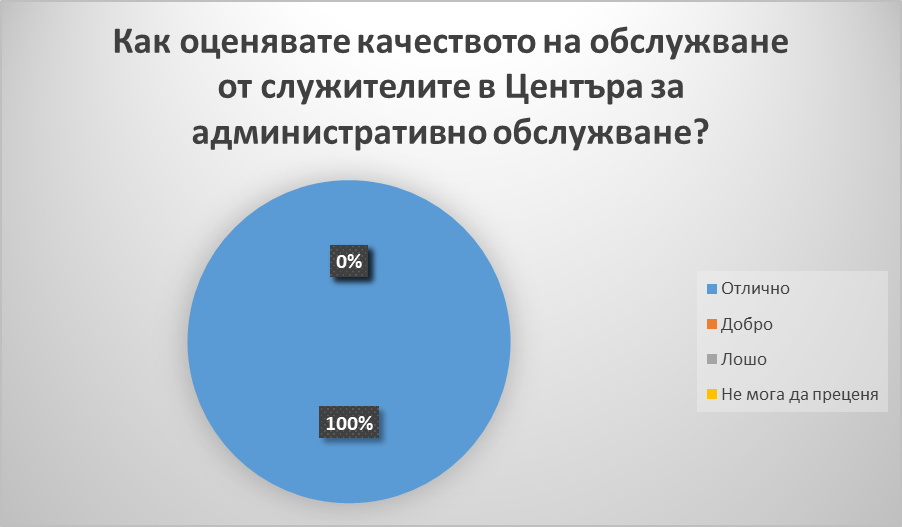 Как оценявате качеството на обслужване
от служителите в Центъра за
административно обслужване?
0%
100%
Отлично
Добро
Лошо
Не мога да преценя